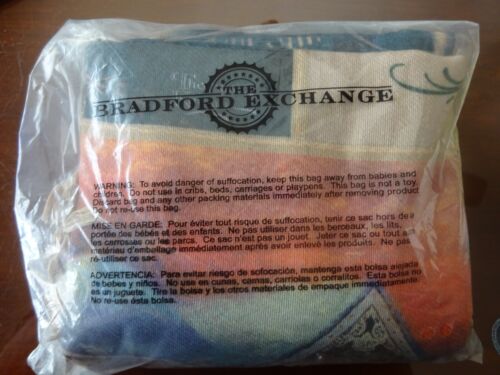 THE
BRADFORD EXCHANGE
WARNING: To avoid danger of suffocation, keep this bag away from babies and
children. Do not use in cribs, beds, carriages or playpens. This bag is not a toy.
Discard bag and any other packing materials immediately after removing product
Do not re-use this bag.
MISE EN GARDE: Pour éviter tout risque de suffocation, tenir ce sac hors de la
portée des bébés et des enfants. Ne pas utiliser dans les berceaux, les lits,
les carrosses ou les parcs. Ce sac n'est pas un jouet. Jeter ce sac ou tout
matériau d'emballage immédiatement après avoir enlevé les produits. Ne pas
ré-utiliser ce sac.
ADVERTENCIA: Para evitar riesgo de sofocación, mantenga esta bolsa alejada
de bebes y niños. No use en cunas, camas, carriolas o corralitos. Esta bolsa no
es un juguete. Tire la bolsa y los otros materiales de empaque immediatamente.
No re-use ésta bolsa.